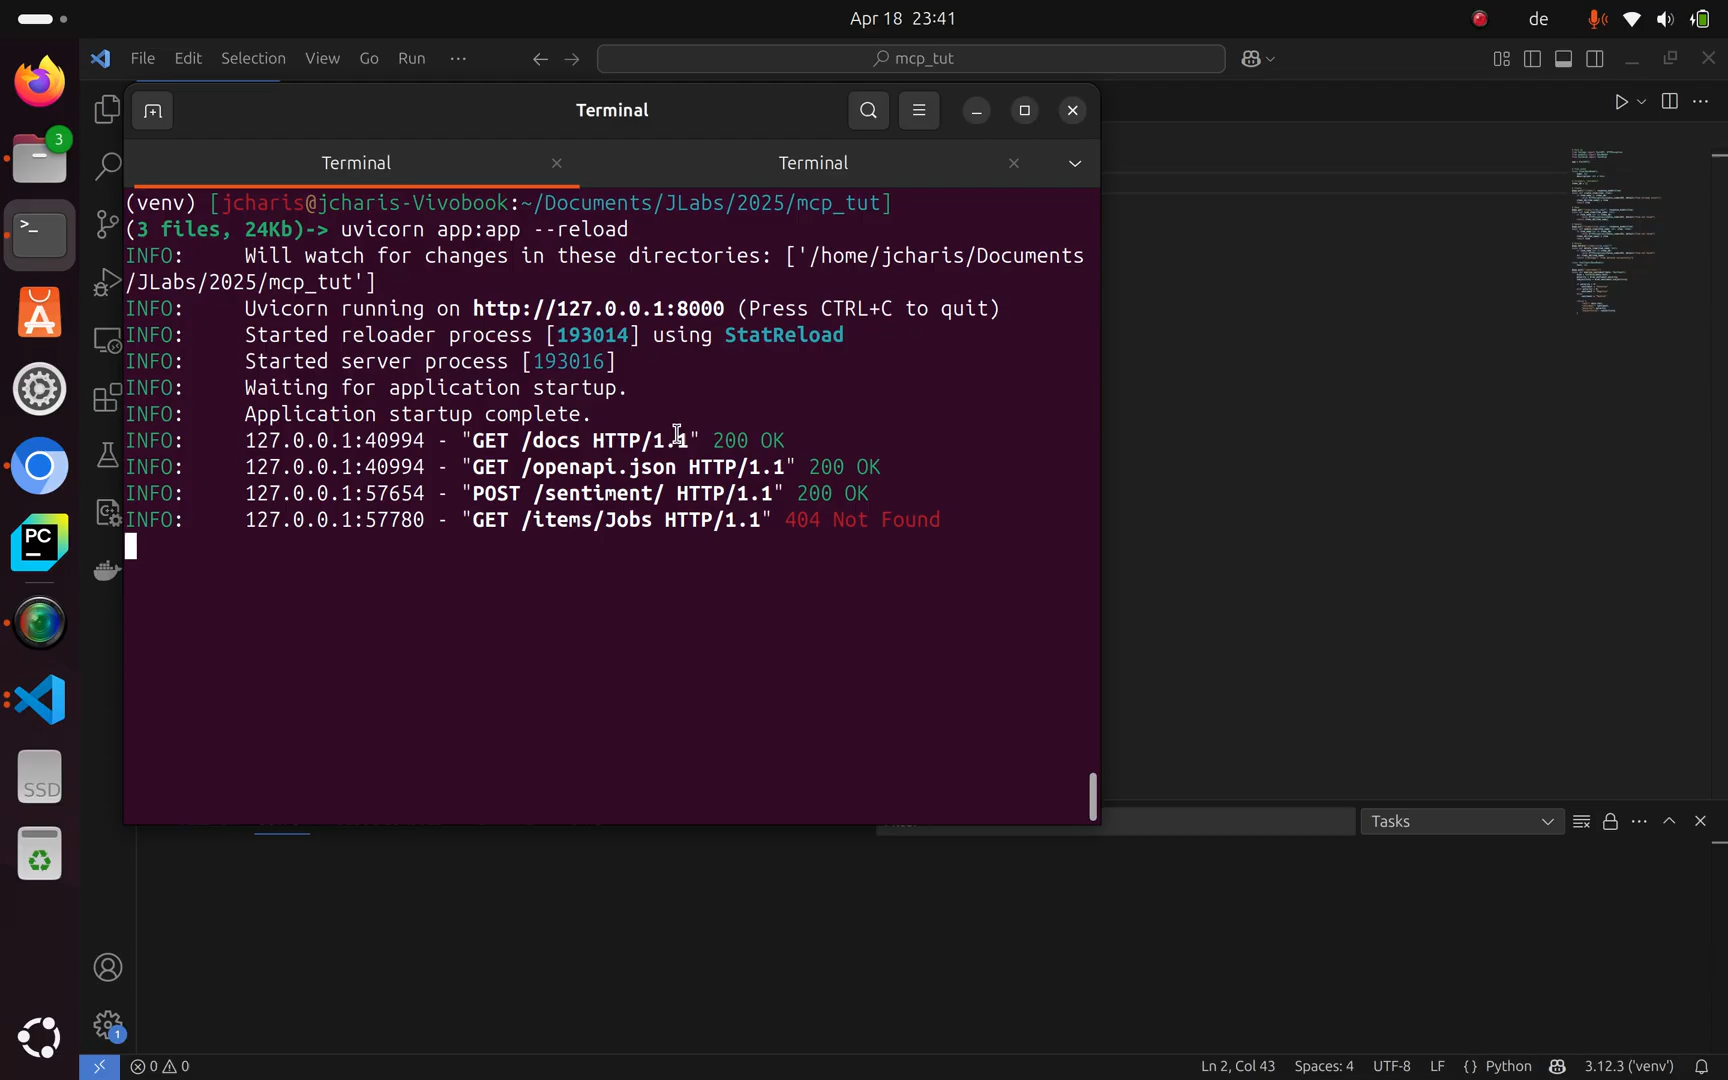 Apr 18 23:41
de
File Edit Selection View Go Run ···
mcp_tut
3
Terminal
Terminal Terminal
(venv) [jcharis@jcharis-Vivobook:~/Documents/JLabs/2025/mcp_tut]
(3 files, 24Kb)-> uvicorn app:app --reload
INFO: Will watch for changes in these directories: ['/home/jcharis/Documents
/JLabs/2025/mcp_tut']
INFO: Uvicorn running on http://127.0.0.1:8000 (Press CTRL+C to quit)
INFO: Started reloader process [193014] using StatReload
INFO: Started server process [193016]
INFO: Waiting for application startup.
INFO: Application startup complete.
INFO: 127.0.0.1:40994 - "GET /docs HTTP/1.1" 200 OK
INFO: 127.0.0.1:40994 - "GET /openapi.json HTTP/1.1" 200 OK
INFO: 127.0.0.1:57654 - "POST /sentiment/ HTTP/1.1" 200 OK
INFO: 127.0.0.1:57780 - "GET /items/Jobs HTTP/1.1" 404 Not Found
PC
SSD
Tasks
1
0 0
Ln 2, Col 43 Spaces: 4 UTF-8 LF {} Python 3.12.3 ('venv')